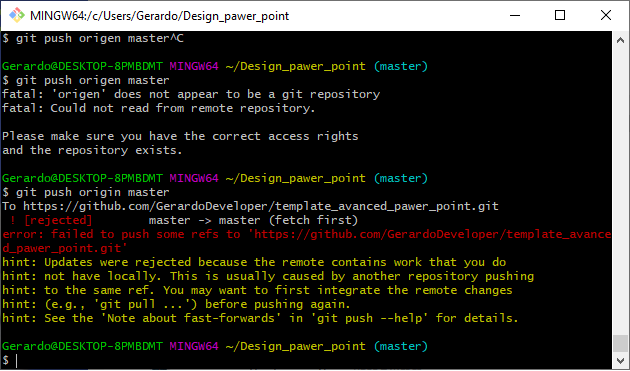 MINGW64:/c/Users/Gerardo/Design_pawer_point
$ git push origen master^C
Gerardo@DESKTOP-8PMBDMT MINGW64 ~/Design_pawer_point (master)
$ git push origen master
fatal: 'origen' does not appear to be a git repository
fatal: Could not read from remote repository.
Please make sure you have the correct access rights
and the repository exists.
Gerardo@DESKTOP-8PMBDMT MINGW64 ~/Design_pawer_point (master)
$ git push origin master
To https://github.com/GerardoDeveloper/template_avanced_pawer_point.git
! [rejected]        master -> master (fetch first)
error: failed to push some refs to 'https://github.com/GerardoDeveloper/template_avance
d_pawer_point.git'
hint: Updates were rejected because the remote contains work that you do
hint: not have locally. This is usually caused by another repository pushing
hint: to the same ref. You may want to first integrate the remote changes
hint: (e.g., 'git pull ...') before pushing again.
hint: See the 'Note about fast-forwards' in 'git push --help' for details.
Gerardo@DESKTOP-8PMBDMT MINGW64 ~/Design_pawer_point (master)
$